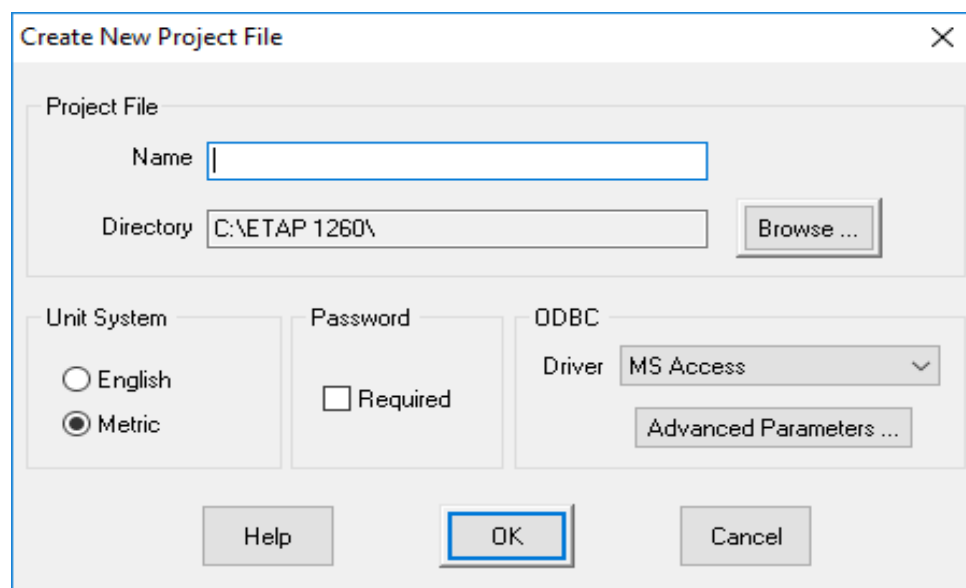 Create New Project File
Project File
Name
Directory C:\ETAP 1260\ Browse ...
Unit System Password ODBC
English
Metric
Required
Driver MS Access
Advanced Parameters ...
Help OK Cancel